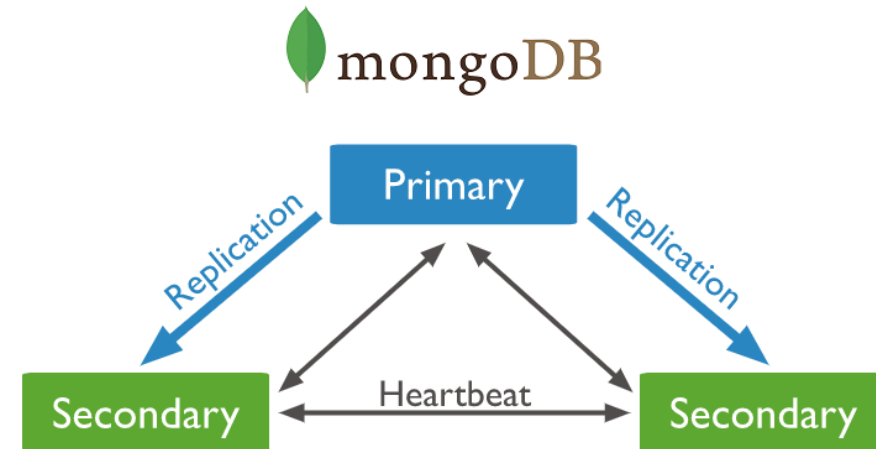 mongoDB
Primary
Replication
Replication
Heartbeat
Secondary
Secondary